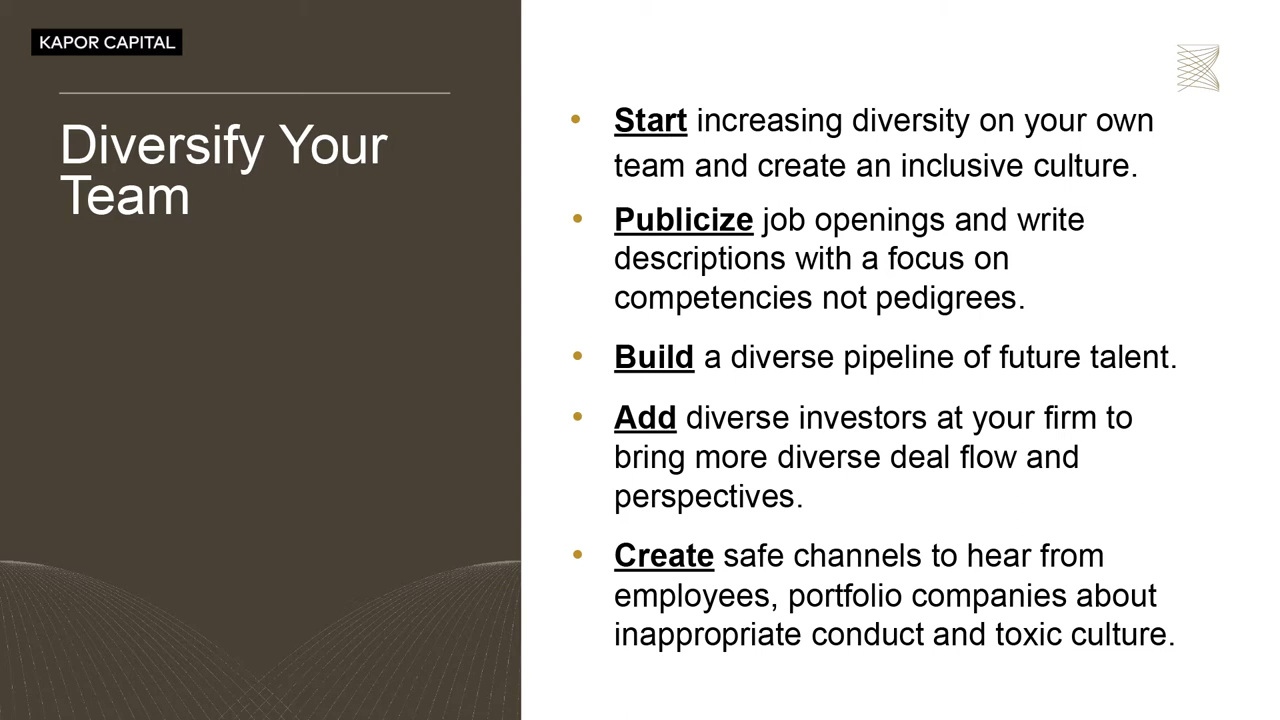 KAPOR CAPITAL
Diversify Your
Team
• Start increasing diversity on your own
team and create an inclusive culture.
• Publicize job openings and write
descriptions with a focus on
competencies not pedigrees.
• Build a diverse pipeline of future talent.
• Add diverse investors at your firm to
bring more diverse deal flow and
perspectives.
• Create safe channels to hear from
employees, portfolio companies about
inappropriate conduct and toxic culture.